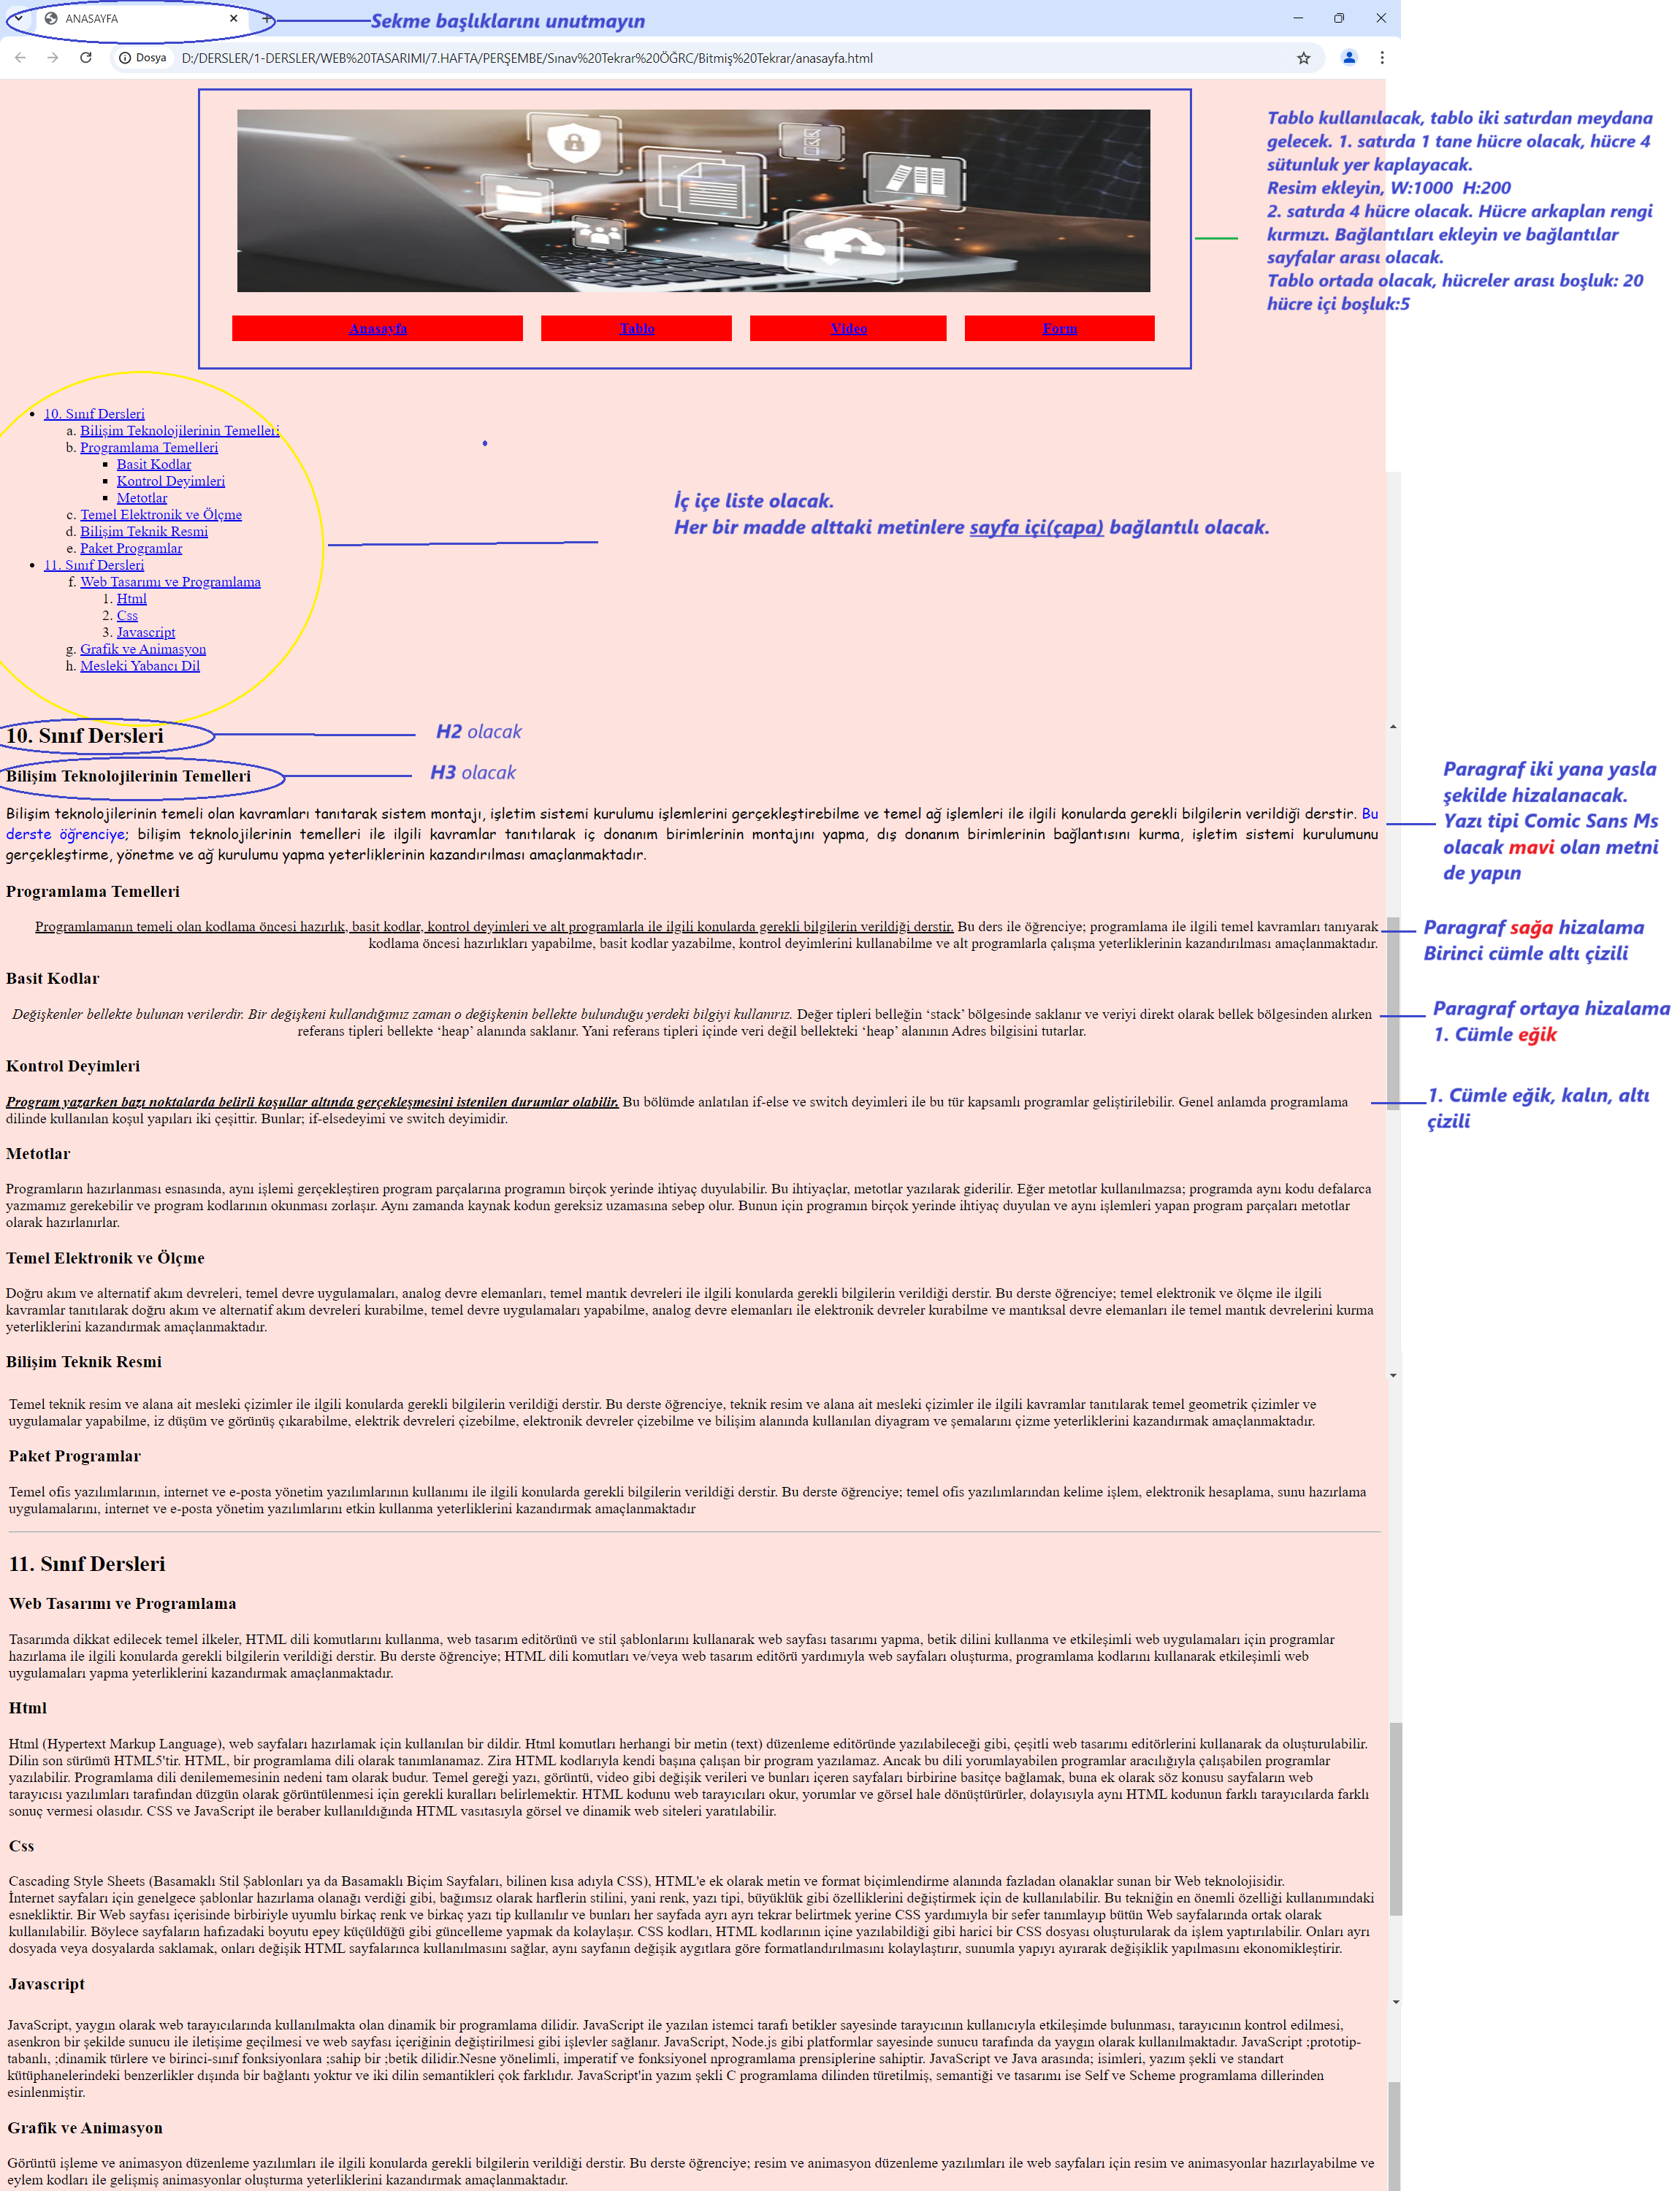 ANASAYFA
Sekme başlıklarını unutmayın
Dosya
D:/DERSLER/1-DERSLER/WEB%20TASARIMI/7.HAFTA/PERŞEMBE/Sınav%20Tekrar%20ÖĞRC/Bitmiş%20Tekrar/anasayfa.html
Tablo kullanılacak, tablo iki satırdan meydana
gelecek. 1. satırda 1 tane hücre olacak, hücre 4
sütunluk yer kaplayacak.
Resim ekleyin, W:1000 H:200
2. satırda 4 hücre olacak. Hücre arkaplan rengi
kırmızı. Bağlantıları ekleyin ve bağlantılar
sayfalar arası olacak.
Tablo ortada olacak, hücreler arası boşluk: 20
hücre içi boşluk:5
Anasayfa
Tablo
Video
Form
• 10. Sınıf Dersleri
a. Bilişim Teknolojilerinin Temelleri
b. Programlama Temelleri
▪ Basit Kodlar
▪ Kontrol Deyimleri
▪ Metotlar
c. Temel Elektronik ve Ölçme
d. Bilişim Teknik Resmi
e. Paket Programlar
• 11. Sınıf Dersleri
f. Web Tasarımı ve Programlama
1. Html
2. Css
3. Javascript
g. Grafik ve Animasyon
h. Mesleki Yabancı Dil
İç içe liste olacak.
Her bir madde alttaki metinlere sayfa içi(çapa) bağlantılı olacak.
10. Sınıf Dersleri
H2 olacak
Bilişim Teknolojilerinin Temelleri
H3 olacak
Bilişim teknolojilerinin temeli olan kavramları tanıtarak sistem montajı, işletim sistemi kurulumu işlemlerini gerçekleştirebilme ve temel ağ işlemleri ile ilgili konularda gerekli bilgilerin verildiği derstir. Bu
derste öğrenciye; bilişim teknolojilerinin temelleri ile ilgili kavramlar tanıtılarak iç donanım birimlerinin montajını yapma, dış donanım birimlerinin bağlantısını kurma, işletim sistemi kurulumunu
gerçekleştirme, yönetme ve ağ kurulumu yapma yeterliklerinin kazandırılması amaçlanmaktadır.
Paragraf iki yana yasla
şekilde hizalanacak.
Yazı tipi Comic Sans Ms
olacak mavi olan metni
de yapın
Programlama Temelleri
Programlamanın temeli olan kodlama öncesi hazırlık, basit kodlar, kontrol deyimleri ve alt programlarla ile ilgili konularda gerekli bilgilerin verildiği derstir. Bu ders ile öğrenciye; programlama ile ilgili temel kavramları tanıyarak
kodlama öncesi hazırlıkları yapabilme, basit kodlar yazabilme, kontrol deyimlerini kullanabilme ve alt programlarla çalışma yeterliklerinin kazandırılması amaçlanmaktadır.
Paragraf sağa hizalama
Birinci cümle altı çizili
Basit Kodlar
Değişkenler bellekte bulunan verilerdir. Bir değişkeni kullandığımız zaman o değişkenin bellekte bulunduğu yerdeki bilgiyi kullanırız. Değer tipleri belleğin ‘stack’ bölgesinde saklanır ve veriyi direkt olarak bellek bölgesinden alırken
referans tipleri bellekte ‘heap’ alanında saklanır. Yani referans tipleri içinde veri değil bellekteki ‘heap’ alanının Adres bilgisini tutarlar.
Paragraf ortaya hizalama
1. Cümle eğik
Kontrol Deyimleri
Program yazarken bazı noktalarda belirli koşullar altında gerçekleşmesini istenilen durumlar olabilir. Bu bölümde anlatılan if-else ve switch deyimleri ile bu tür kapsamlı programlar geliştirilebilir. Genel anlamda programlama
dilinde kullanılan koşul yapıları iki çeşittir. Bunlar; if-elsedeyimi ve switch deyimidir.
1. Cümle eğik, kalın, altı
çizili
Metotlar
Programların hazırlanması esnasında, aynı işlemi gerçekleştiren program parçalarına programın birçok yerinde ihtiyaç duyulabilir. Bu ihtiyaçlar, metotlar yazılarak giderilir. Eğer metotlar kullanılmazsa; programda aynı kodu defalarca
yazmamız gerekebilir ve program kodlarının okunması zorlaşır. Aynı zamanda kaynak kodun gereksiz uzamasına sebep olur. Bunun için programın birçok yerinde ihtiyaç duyulan ve aynı işlemleri yapan program parçaları metotlar
olarak hazırlanırlar.
Temel Elektronik ve Ölçme
Doğru akım ve alternatif akım devreleri, temel devre uygulamaları, analog devre elemanları, temel mantık devreleri ile ilgili konularda gerekli bilgilerin verildiği derstir. Bu derste öğrenciye; temel elektronik ve ölçme ile ilgili
kavramlar tanıtılarak doğru akım ve alternatif akım devreleri kurabilme, temel devre uygulamaları yapabilme, analog devre elemanları ile elektronik devreler kurabilme ve mantıksal devre elemanları ile temel mantık devrelerini kurma
yeterliklerini kazandırmak amaçlanmaktadır.
Bilişim Teknik Resmi
Temel teknik resim ve alana ait mesleki çizimler ile ilgili konularda gerekli bilgilerin verildiği derstir. Bu derste öğrenciye, teknik resim ve alana ait mesleki çizimler ile ilgili kavramlar tanıtılarak temel geometrik çizimler ve
uygulamalar yapabilme, iz düşüm ve görünüş çıkarabilme, elektrik devreleri çizebilme, elektronik devreler çizebilme ve bilişim alanında kullanılan diyagram ve şemalarını çizme yeterliklerini kazandırmak amaçlanmaktadır.
Paket Programlar
Temel ofis yazılımlarının, internet ve e-posta yönetim yazılımlarının kullanımı ile ilgili konularda gerekli bilgilerin verildiği derstir. Bu derste öğrenciye; temel ofis yazılımlarından kelime işlem, elektronik hesaplama, sunu hazırlama
uygulamalarını, internet ve e-posta yönetim yazılımlarını etkin kullanma yeterliklerini kazandırmak amaçlanmaktadır
11. Sınıf Dersleri
Web Tasarımı ve Programlama
Tasarımda dikkat edilecek temel ilkeler, HTML dili komutlarını kullanma, web tasarım editörünü ve stil şablonlarını kullanarak web sayfası tasarımı yapma, betik dilini kullanma ve etkileşimli web uygulamaları için programlar
hazırlama ile ilgili konularda gerekli bilgilerin verildiği derstir. Bu derste öğrenciye; HTML dili komutları ve/veya web tasarım editörü yardımıyla web sayfaları oluşturma, programlama kodlarını kullanarak etkileşimli web
uygulamaları yapma yeterliklerini kazandırmak amaçlanmaktadır.
Html
Html (Hypertext Markup Language), web sayfaları hazırlamak için kullanılan bir dildir. Html komutları herhangi bir metin (text) düzenleme editöründe yazılabileceği gibi, çeşitli web tasarımı editörlerini kullanarak da oluşturulabilir.
Dilin son sürümü HTML5'tir. HTML, bir programlama dili olarak tanımlanamaz. Zira HTML kodlarıyla kendi başına çalışan bir program yazılamaz. Ancak bu dili yorumlayabilen programlar aracılığıyla çalışabilen programlar
yazılabilir. Programlama dili denilememesinin nedeni tam olarak budur. Temel gereği yazı, görüntü, video gibi değişik verileri ve bunları içeren sayfaları birbirine basitçe bağlamak, buna ek olarak söz konusu sayfaların web
tarayıcısı yazılımları tarafından düzgün olarak görüntülenmesi için gerekli kuralları belirlemektir. HTML kodunu web tarayıcıları okur, yorumlar ve görsel hale dönüştürürler, dolayısıyla aynı HTML kodunun farklı tarayıcılarda farklı
sonuç vermesi olasıdır. CSS ve JavaScript ile beraber kullanıldığında HTML vasıtasıyla görsel ve dinamik web siteleri yaratılabilir.
Css
Cascading Style Sheets (Basamaklı Stil Şablonları ya da Basamaklı Biçim Sayfaları, bilinen kısa adıyla CSS), HTML'e ek olarak metin ve format biçimlendirme alanında fazladan olanaklar sunan bir Web teknolojisidir.
İnternet sayfaları için genelgece şablonlar hazırlama olanağı verdiği gibi, bağımsız olarak harflerin stilini, yani renk, yazı tipi, büyüklük gibi özelliklerini değiştirmek için de kullanılabilir. Bu tekniğin en önemli özelliği kullanımındaki
esnekliktir. Bir Web sayfası içerisinde birbiriyle uyumlu birkaç renk ve birkaç yazı tip kullanılır ve bunları her sayfada ayrı ayrı tekrar belirtmek yerine CSS yardımıyla bir sefer tanımlayıp bütün Web sayfalarında ortak olarak
kullanılabilir. Böylece sayfaların hafızadaki boyutu epey küçüldüğü gibi güncelleme yapmak da kolaylaşır. CSS kodları, HTML kodlarının içine yazılabildiği gibi harici bir CSS dosyası oluşturularak da işlem yaptırılabilir. Onları ayrı
dosyada veya dosyalarda saklamak, onları değişik HTML sayfalarınca kullanılmasını sağlar, aynı sayfanın değişik aygıtlara göre formatlandırılmasını kolaylaştırır, sunumla yapıyı ayırarak değişiklik yapılmasını ekonomikleştirir.
Javascript
JavaScript, yaygın olarak web tarayıcılarında kullanılmakta olan dinamik bir programlama dilidir. JavaScript ile yazılan istemci tarafı betikler sayesinde tarayıcının kullanıcıyla etkileşimde bulunması, tarayıcının kontrol edilmesi,
asenkron bir şekilde sunucu ile iletişime geçilmesi ve web sayfası içeriğinin değiştirilmesi gibi işlevler sağlanır. JavaScript, Node.js gibi platformlar sayesinde sunucu tarafında da yaygın olarak kullanılmaktadır. JavaScript ;prototip-
tabanlı, ;dinamik türlere ve birinci-sınıf fonksiyonlara ;sahip bir ;betik dilidir.Nesne yönelimli, imperatif ve fonksiyonel nprogramlama prensiplerine sahiptir. JavaScript ve Java arasında; isimleri, yazım şekli ve standart
kütüphanelerindeki benzerlikler dışında bir bağlantı yoktur ve iki dilin semantikleri çok farklıdır. JavaScript'in yazım şekli C programlama dilinden türetilmiş, semantiği ve tasarımı ise Self ve Scheme programlama dillerinden
esinlenmiştir.
Grafik ve Animasyon
Görüntü işleme ve animasyon düzenleme yazılımları ile ilgili konularda gerekli bilgilerin verildiği derstir. Bu derste öğrenciye; resim ve animasyon düzenleme yazılımları ile web sayfaları için resim ve animasyonlar hazırlayabilme ve
eylem kodları ile gelişmiş animasyonlar oluşturma yeterliklerini kazandırmak amaçlanmaktadır.